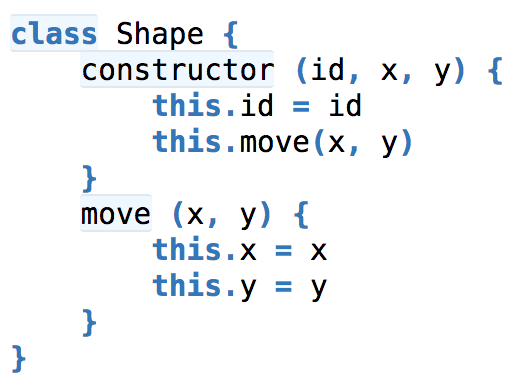 class Shape {
    constructor (id, x, y) {
        this.id = id
        this.move(x, y)
    }
    move (x, y) {
        this.x = x
        this.y = y
    }
}